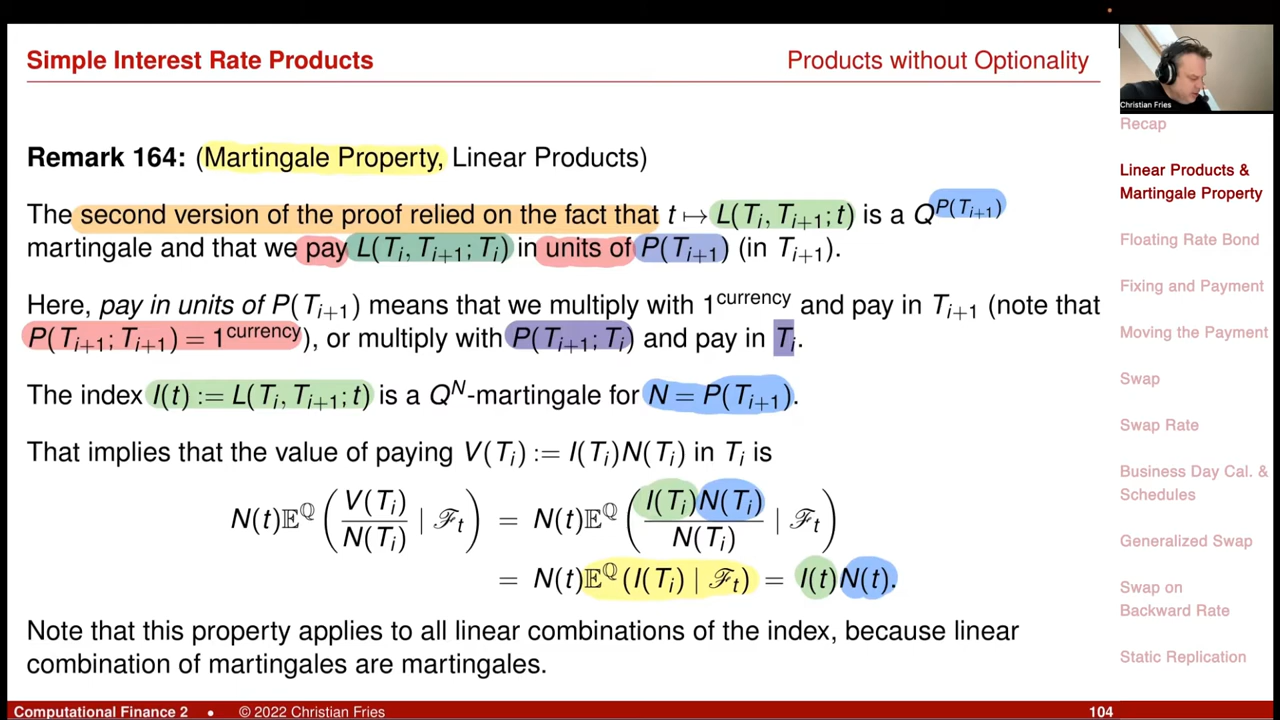 Simple Interest Rate Products
Products without Optionality
Christian Fries
Recap
Linear Products &
Martingale Property
Floating Rate Bond
Fixing and Payment
Moving the Payment
Swap
Swap Rate
Business Day Cal. &
Schedules
Generalized Swap
Swap on
Backward Rate
Static Replication
Remark 164: (Martingale Property, Linear Products)
The second version of the proof relied on the fact that t ↦ L(T_i, T_{i+1}; t) is a Q^{P(T_{i+1})}
martingale and that we pay L(T_i, T_{i+1}; T_i) in units of P(T_{i+1}) (in T_{i+1}).
Here, pay in units of P(T_{i+1}) means that we multiply with 1^{currency} and pay in T_{i+1} (note that
P(T_{i+1}; T_{i+1}) = 1^{currency}), or multiply with P(T_{i+1}; T_i) and pay in T_i.
The index I(t) := L(T_i, T_{i+1}; t) is a Q^N-martingale for N = P(T_{i+1}).
That implies that the value of paying V(T_i) := I(T_i)N(T_i) in T_i is
N(t)𝔼^ℚ ( V(T_i) / N(T_i) | ℱ_t ) = N(t)𝔼^ℚ ( I(T_i)N(T_i) / N(T_i) | ℱ_t )
= N(t)𝔼^ℚ (I(T_i) | ℱ_t) = I(t)N(t).
Note that this property applies to all linear combinations of the index, because linear
combination of martingales are martingales.
Computational Finance 2 • © 2022 Christian Fries 104